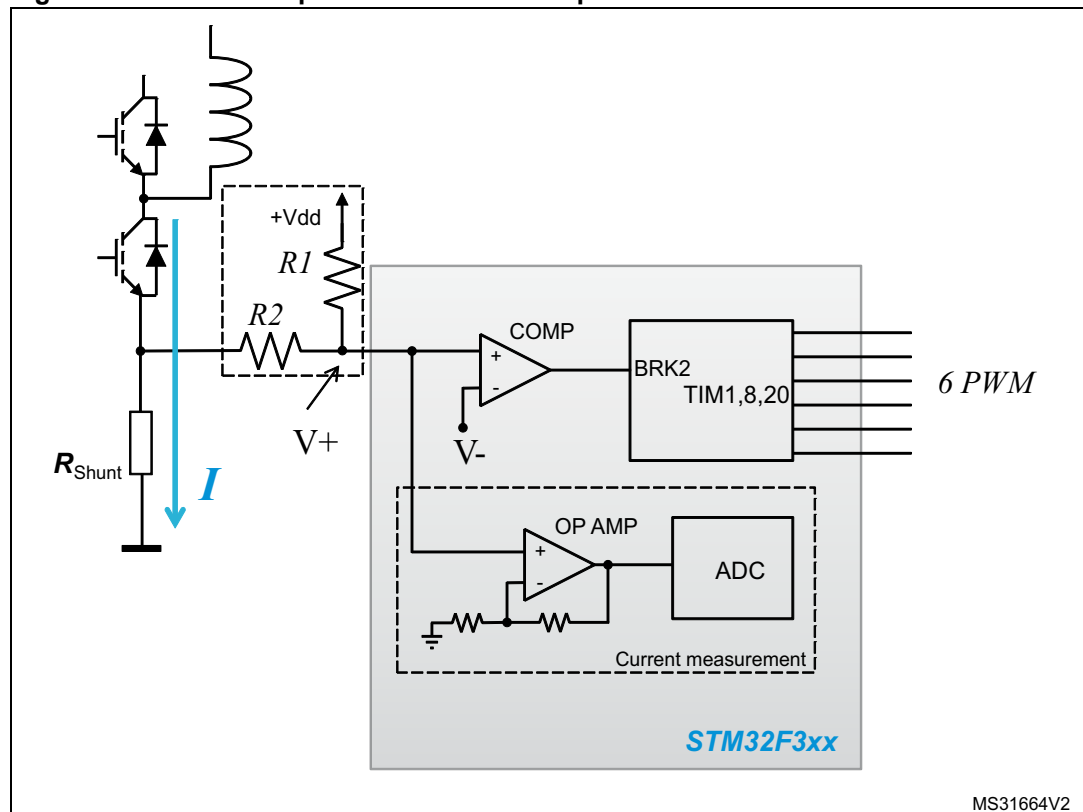 +Vdd
R1
R2
COMP
+
-
BRK2
TIM1,8,20
6 PWM
V+
V-
RShunt
I
OP AMP
+
-
ADC
Current measurement
STM32F3xx
MS31664V2